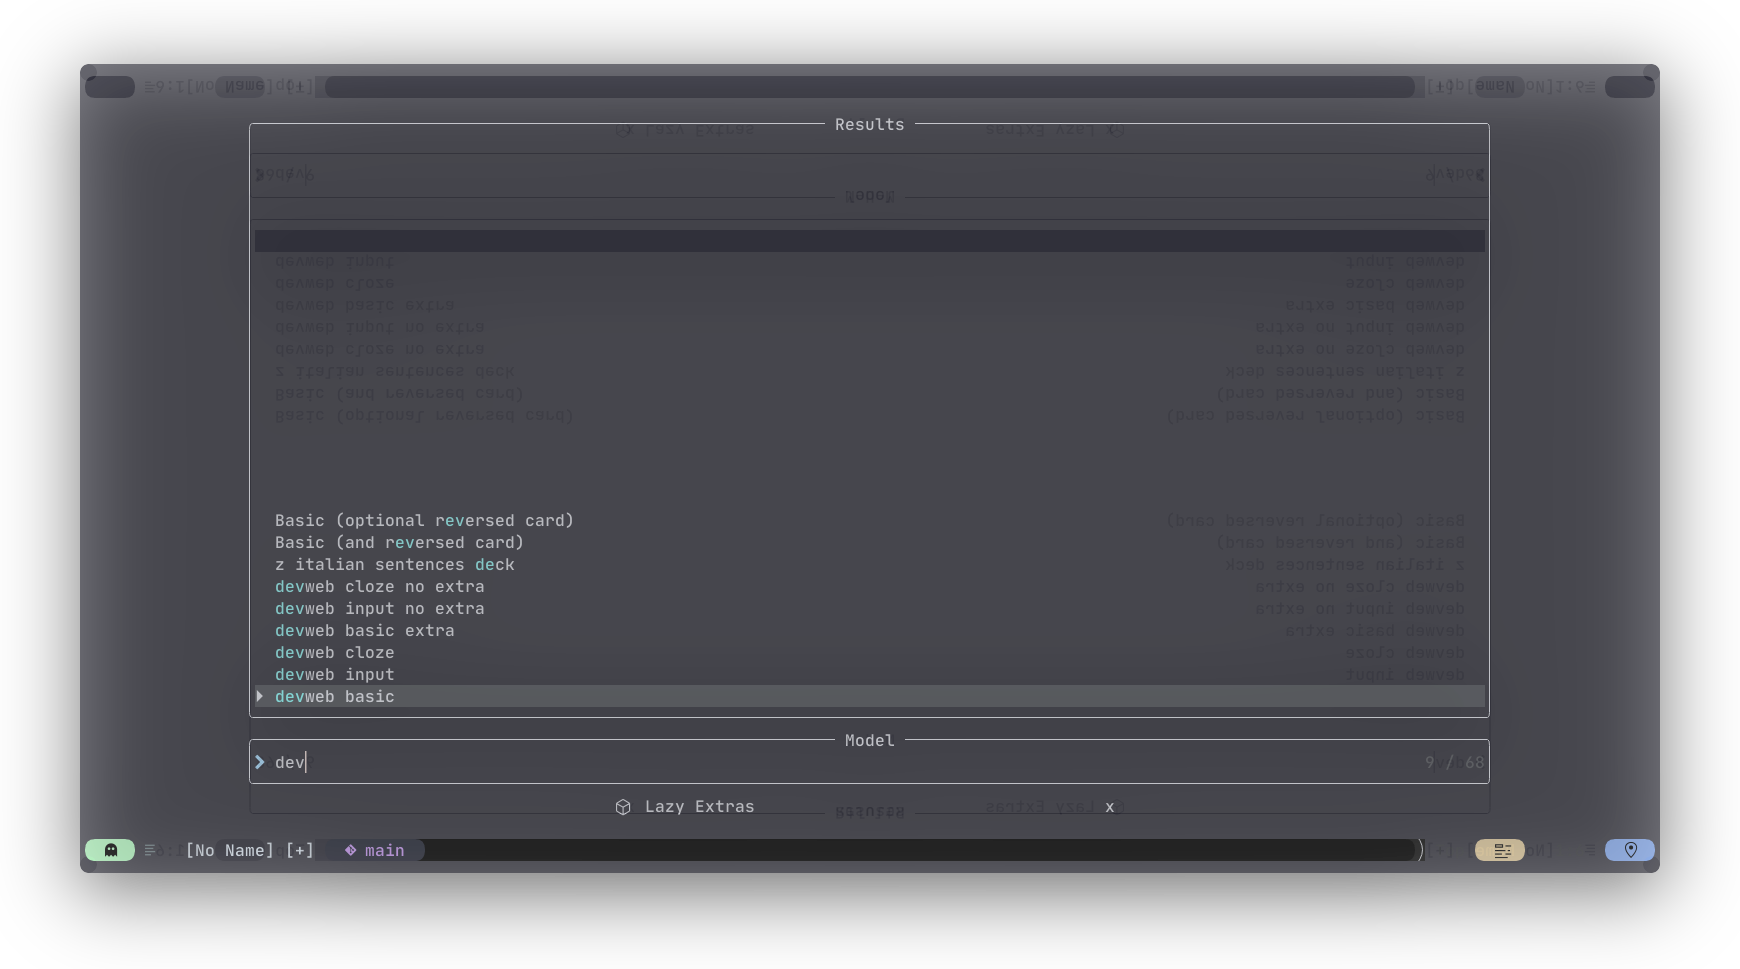 Results
Basic (optional reversed card)
Basic (and reversed card)
z italian sentences deck
devweb cloze no extra
devweb input no extra
devweb basic extra
devweb cloze
devweb input
devweb basic
Model
dev 9 / 68
Lazy Extras x
[No Name] [+] main